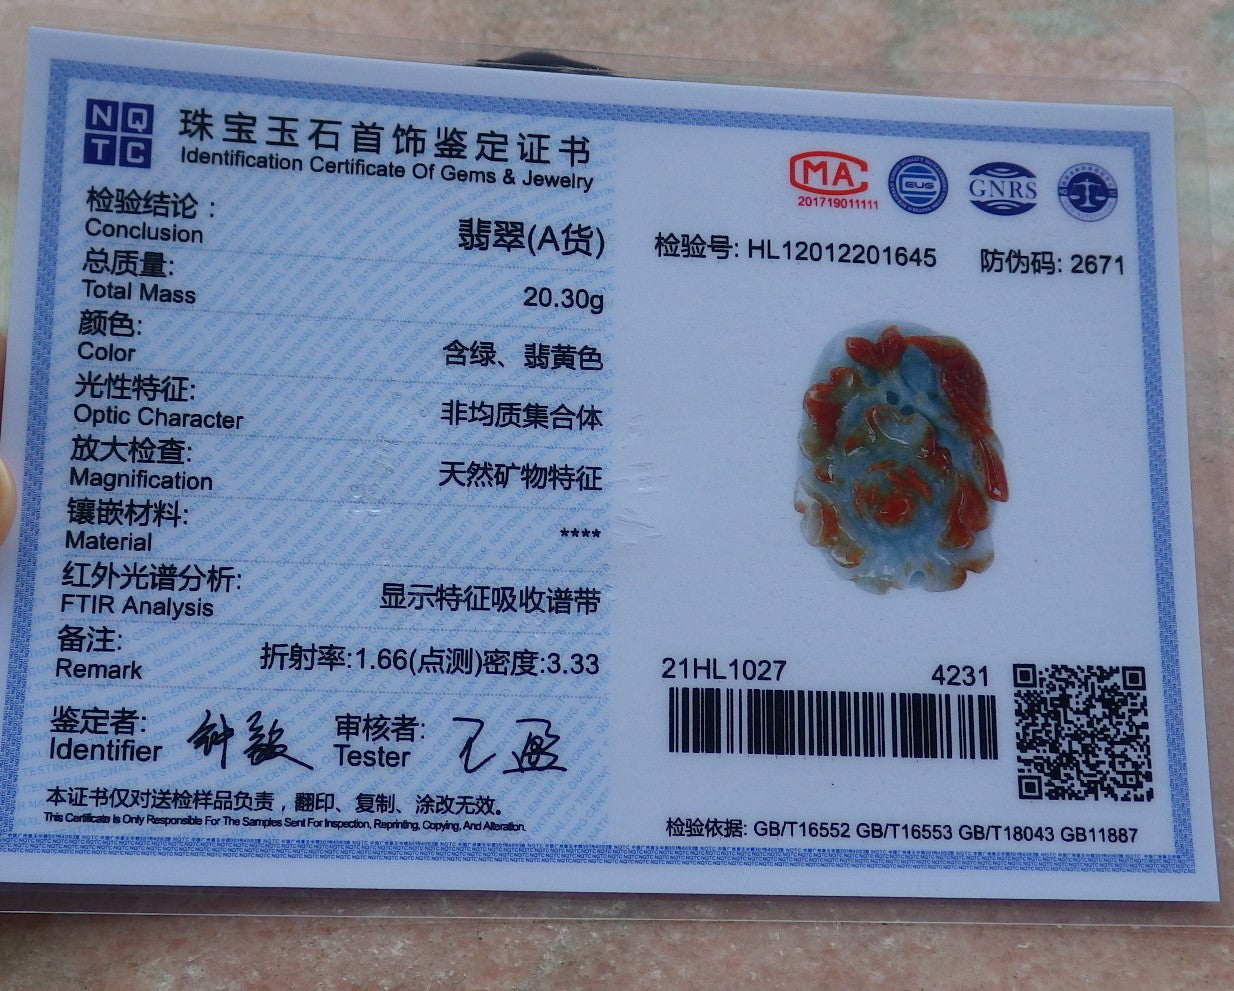 NQ
TC
珠宝玉石首饰鉴定证书
Identification Certificate Of Gems & Jewelry
检验结论：
Conclusion
翡翠(A货)
总质量:
Total Mass
20.30g
颜色:
Color
含绿、翡黄色
光性特征:
Optic Character
非均质集合体
放大检查:
Magnification
天然矿物特征
镶嵌材料:
Material
****
红外光谱分析:
FTIR Analysis
显示特征吸收谱带
备注:
Remark
折射率:1.66(点测)密度:3.33
鉴定者:
Identifier
审核者:
Tester
本证书仅对送检样品负责，翻印、复制、涂改无效。
This Certificate Is Only Responsible For The Samples Sent For Inspection, Reprinting, Copying, And Alteration.
MA
201719011111
GNRS
检验号: HL12012201645
防伪码: 2671
21HL1027
4231
检验依据: GB/T16552 GB/T16553 GB/T18043 GB11887